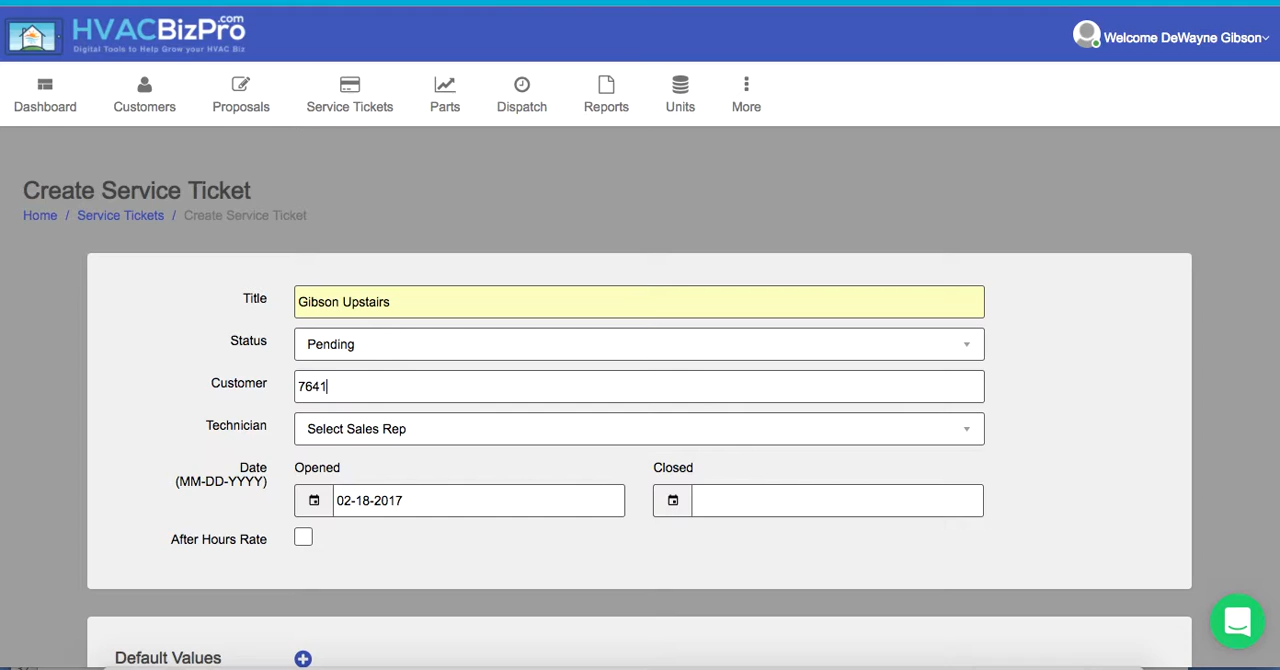 HVACBizPro.com
Digital Tools to Help Grow your HVAC Biz
Welcome DeWayne Gibson
Dashboard
Customers
Proposals
Service Tickets
Parts
Dispatch
Reports
Units
More
Create Service Ticket
Home / Service Tickets / Create Service Ticket
Title
Gibson Upstairs
Status
Pending
Customer
7641
Technician
Select Sales Rep
Date
(MM-DD-YYYY)
Opened
02-18-2017
Closed
After Hours Rate
Default Values